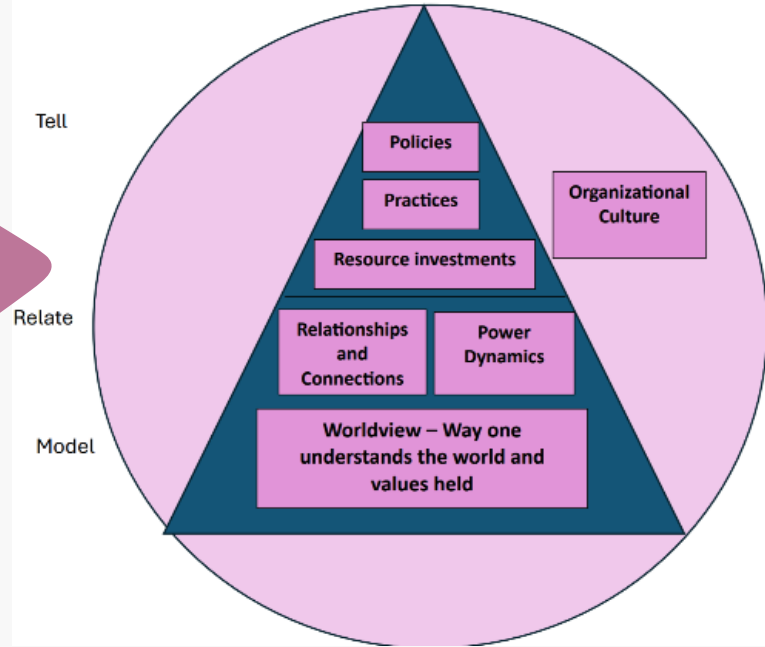 Tell
Policies
Practices
Organizational
Culture
Resource investments
Relate
Relationships
and
Connections
Power
Dynamics
Model
Worldview – Way one
understands the world and
values held